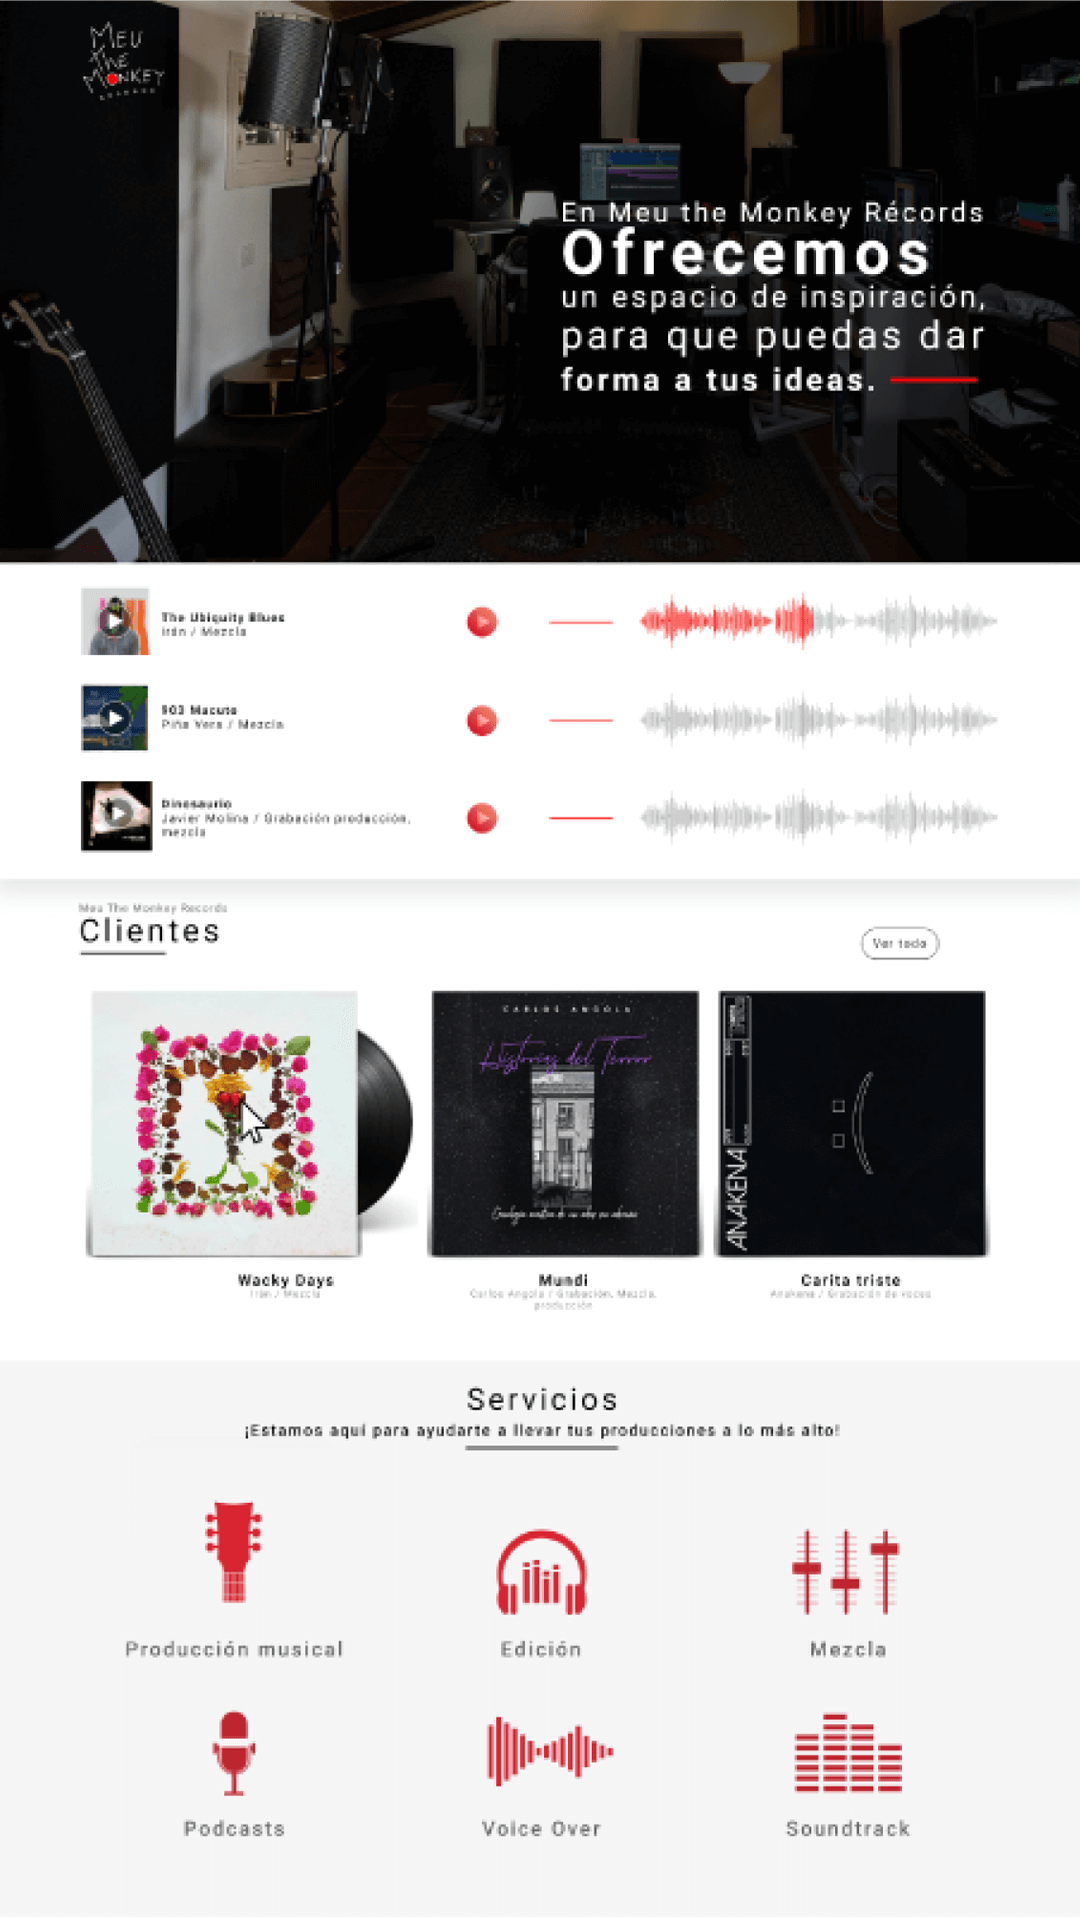 MEU
THE
MONKEY
RECORDS
En Meu the Monkey Récords
Ofrecemos
un espacio de inspiración,
para que puedas dar
forma a tus ideas.
The Ubiquity Blues
Irán / Mezcla
903 Macuto
Piña Vera / Mezcla
Dinosaurio
Javier Molina / Grabación producción,
mezcla
Meu The Monkey Records
Clientes
Ver todo
CARLOS ANGOLA
Historias del Terror
ANAKENA
Wacky Days
Irán / Mezcla
Mundi
Carlos Angola / Grabación, Mezcla,
producción
Carita triste
Anakena / Grabación de voces
Servicios
¡Estamos aquí para ayudarte a llevar tus producciones a lo más alto!
Producción musical
Edición
Mezcla
Podcasts
Voice Over
Soundtrack